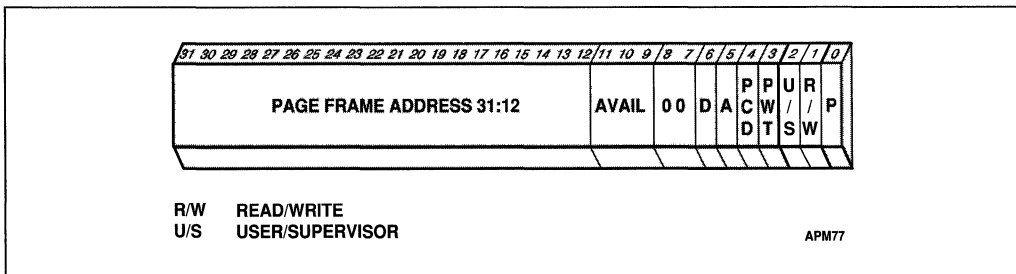 31 30 29 28 27 26 25 24 23 22 21 20 19 18 17 16 15 14 13 12 11 10 9 8 7 6 5 4 3 2 1 0
PAGE FRAME ADDRESS 31:12 AVAIL 0 0 D A PCD PWT U/S R/W P
R/W READ/WRITE
U/S USER/SUPERVISOR
APM77